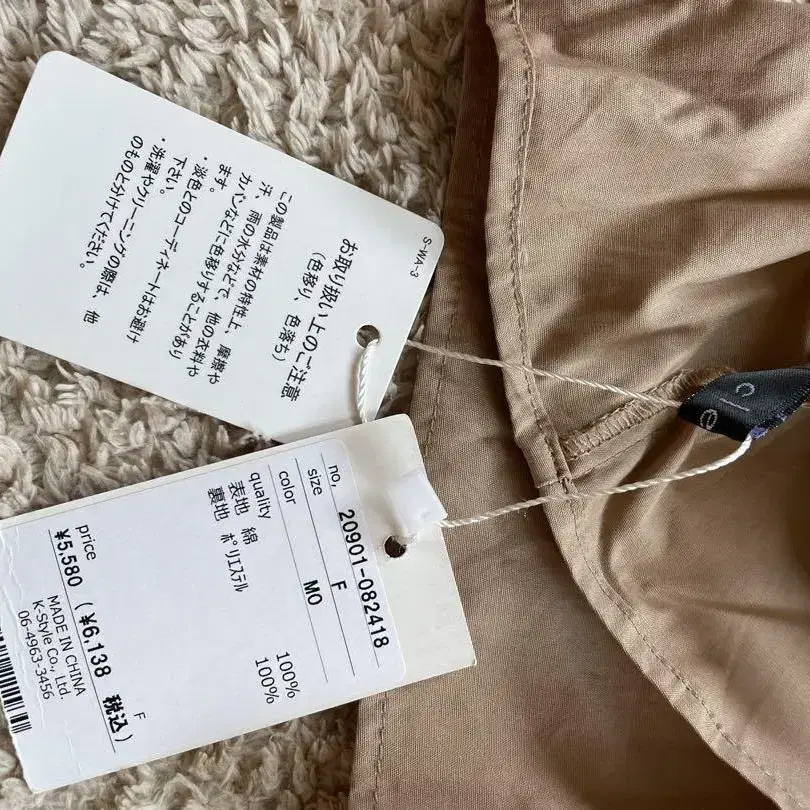 S-WA-3
お取り扱い上のご注意
(色移り、色落ち)
この製品は素材の特性上、摩擦や
汗、雨の水分などで、他の衣料や
カバンなどに色移りすることがあり
ます。
・淡色とのコーディネートはお避け
下さい。
・洗濯やクリーニングの際は、他
のものと分けてください。
no. 20901-082418
size F
color MO
quality
表地 綿 100%
裏地 ポリエステル 100%
price F
¥5,580 (¥6,138 税込)
MADE IN CHINA
K-Style Co., Ltd.
06-4963-3456